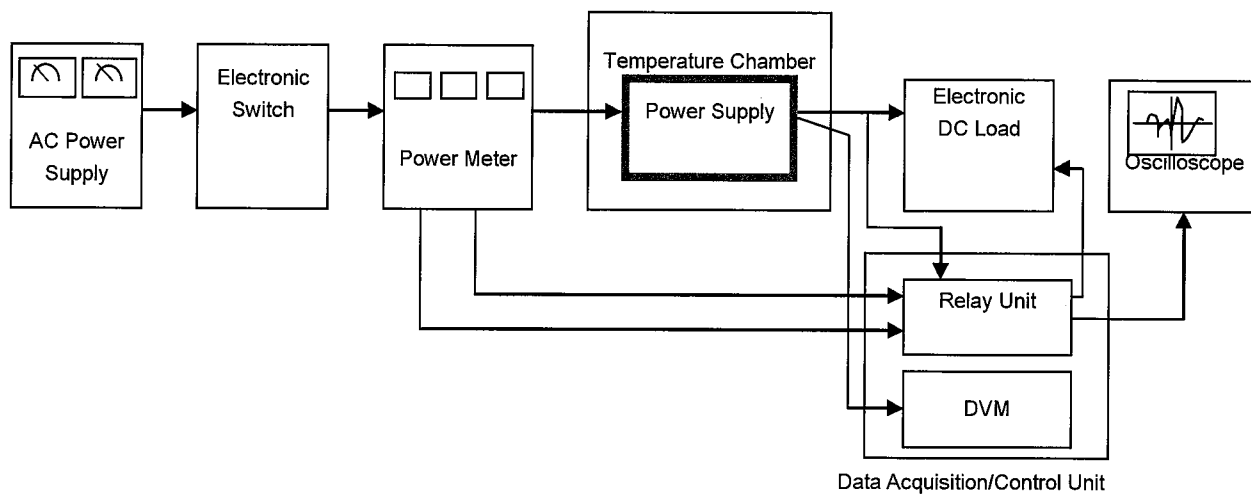 AC Power
Supply
Electronic
Switch
Power Meter
Temperature Chamber
Power Supply
Electronic
DC Load
Oscilloscope
Relay Unit
DVM
Data Acquisition/Control Unit